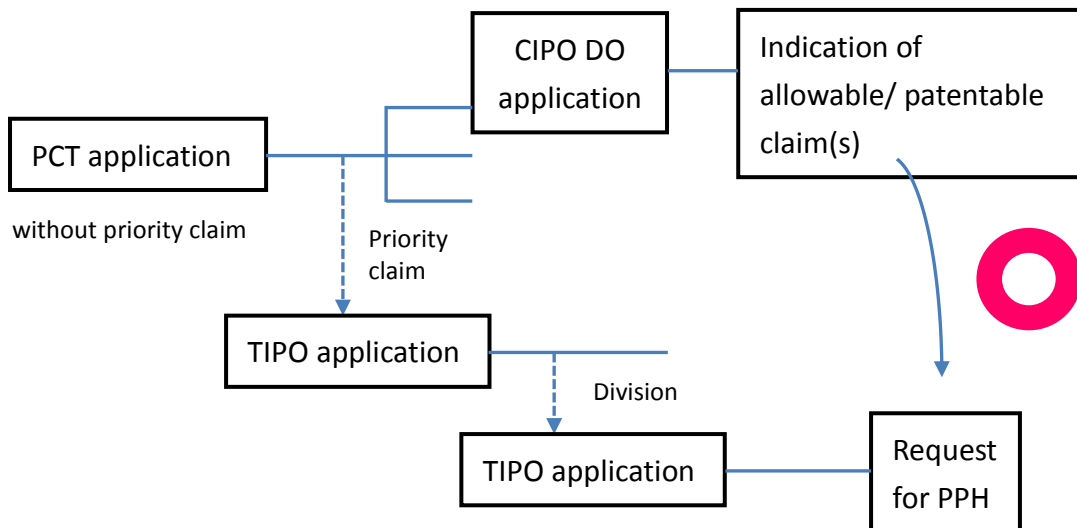 CIPO DO
application
Indication of
allowable/ patentable
claim(s)
PCT application
without priority claim
Priority
claim
TIPO application
Division
TIPO application
Request
for PPH